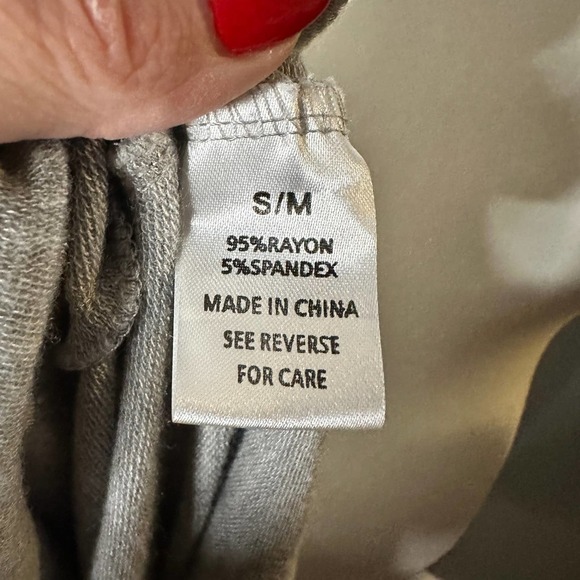 S/M
95%RAYON
5%SPANDEX
MADE IN CHINA
SEE REVERSE
FOR CARE